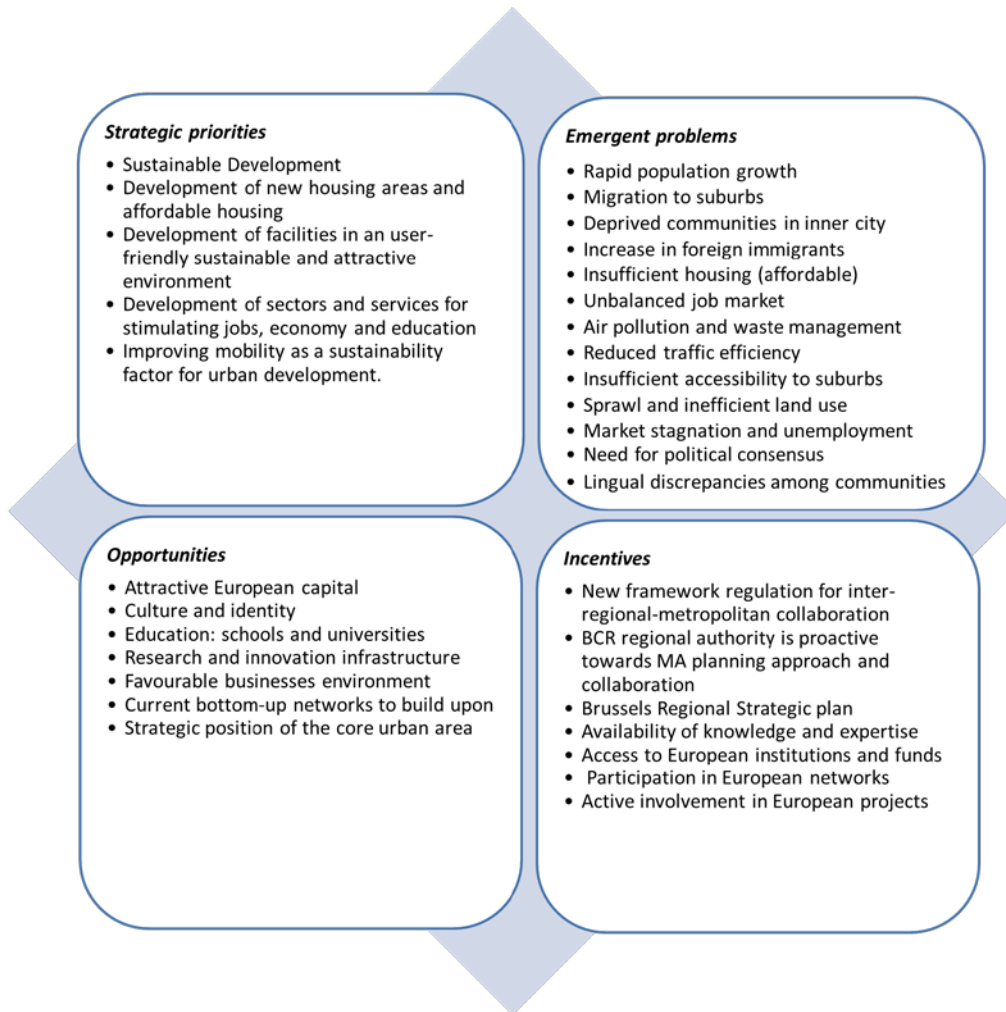 Strategic priorities
• Sustainable Development
• Development of new housing areas and
affordable housing
• Development of facilities in an user-
friendly sustainable and attractive
environment
• Development of sectors and services for
stimulating jobs, economy and education
• Improving mobility as a sustainability
factor for urban development.
Emergent problems
• Rapid population growth
• Migration to suburbs
• Deprived communities in inner city
• Increase in foreign immigrants
• Insufficient housing (affordable)
• Unbalanced job market
• Air pollution and waste management
• Reduced traffic efficiency
• Insufficient accessibility to suburbs
• Sprawl and inefficient land use
• Market stagnation and unemployment
• Need for political consensus
• Lingual discrepancies among communities
Opportunities
• Attractive European capital
• Culture and identity
• Education: schools and universities
• Research and innovation infrastructure
• Favourable businesses environment
• Current bottom-up networks to build upon
• Strategic position of the core urban area
Incentives
• New framework regulation for inter-
regional-metropolitan collaboration
• BCR regional authority is proactive
towards MA planning approach and
collaboration
• Brussels Regional Strategic plan
• Availability of knowledge and expertise
• Access to European institutions and funds
• Participation in European networks
• Active involvement in European projects